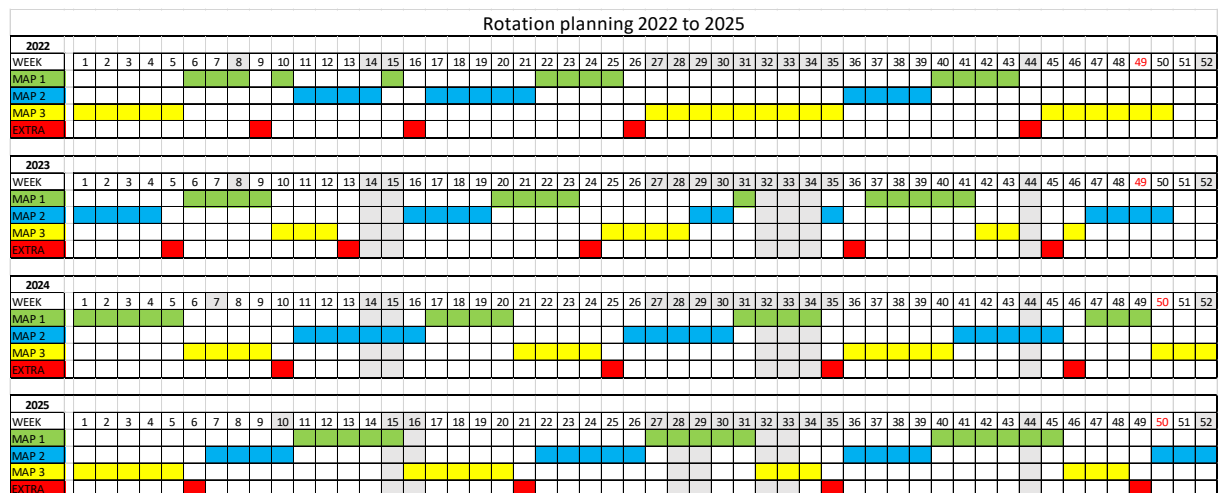 Rotation planning 2022 to 2025
2022
WEEK 1 2 3 4 5 6 7 8 9 10 11 12 13 14 15 16 17 18 19 20 21 22 23 24 25 26 27 28 29 30 31 32 33 34 35 36 37 38 39 40 41 42 43 44 45 46 47 48 49 50 51 52
MAP 1
MAP 2
MAP 3
EXTRA
2023
WEEK 1 2 3 4 5 6 7 8 9 10 11 12 13 14 15 16 17 18 19 20 21 22 23 24 25 26 27 28 29 30 31 32 33 34 35 36 37 38 39 40 41 42 43 44 45 46 47 48 49 50 51 52
MAP 1
MAP 2
MAP 3
EXTRA
2024
WEEK 1 2 3 4 5 6 7 8 9 10 11 12 13 14 15 16 17 18 19 20 21 22 23 24 25 26 27 28 29 30 31 32 33 34 35 36 37 38 39 40 41 42 43 44 45 46 47 48 49 50 51 52
MAP 1
MAP 2
MAP 3
EXTRA
2025
WEEK 1 2 3 4 5 6 7 8 9 10 11 12 13 14 15 16 17 18 19 20 21 22 23 24 25 26 27 28 29 30 31 32 33 34 35 36 37 38 39 40 41 42 43 44 45 46 47 48 49 50 51 52
MAP 1
MAP 2
MAP 3
EXTRA